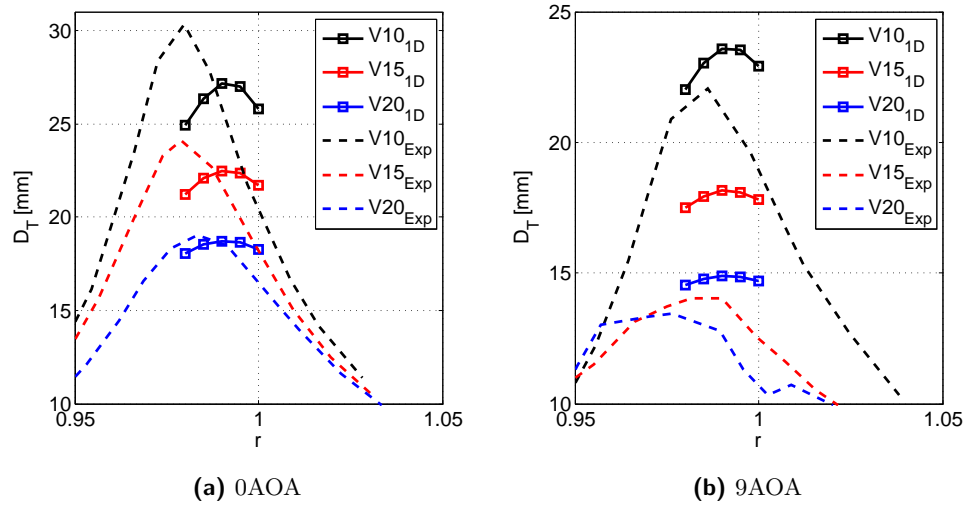 30
25
20
15
10
0.95
1
1.05
r
D_T [mm]
V10_1D
V15_1D
V20_1D
V10_Exp
V15_Exp
V20_Exp
(a) 0AOA
25
20
15
10
0.95
1
1.05
r
D_T [mm]
V10_1D
V15_1D
V20_1D
V10_Exp
V15_Exp
V20_Exp
(b) 9AOA